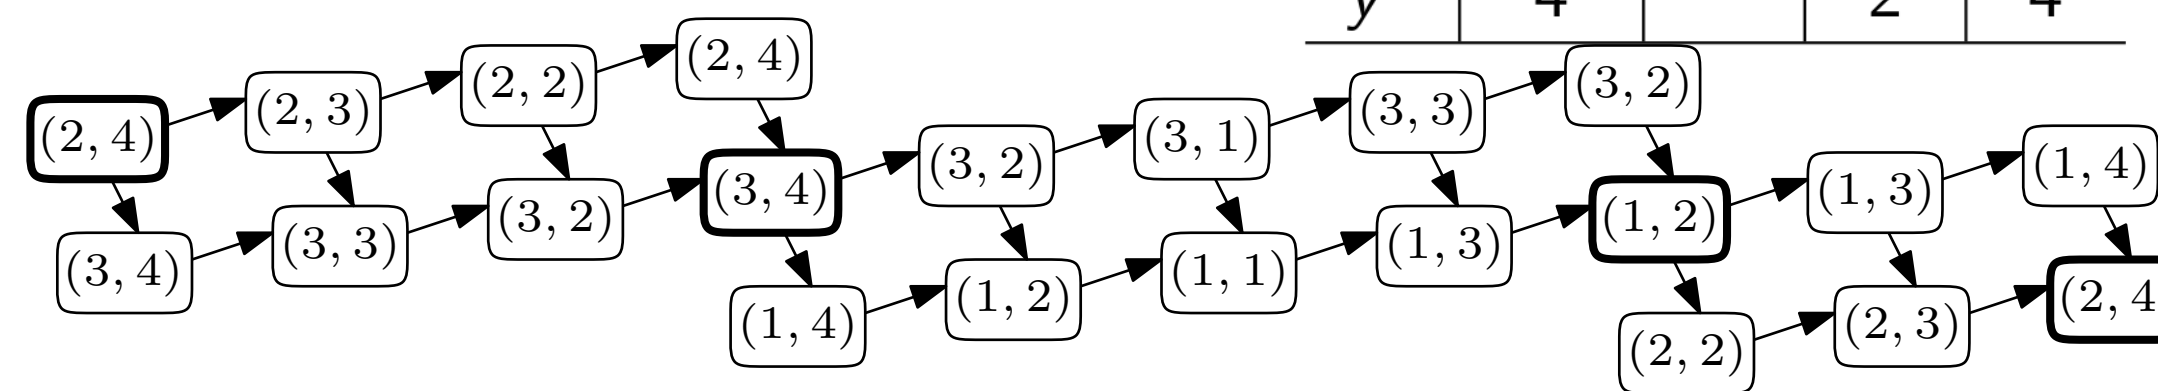 y 4 2 4
(2, 4) (2, 3) (2, 2) (2, 4)
(3, 4) (3, 3) (3, 2) (3, 4) (3, 2) (3, 1) (3, 3) (3, 2)
(1, 4) (1, 2) (1, 1) (1, 3) (1, 2) (1, 3) (1, 4)
(2, 2) (2, 3) (2, 4